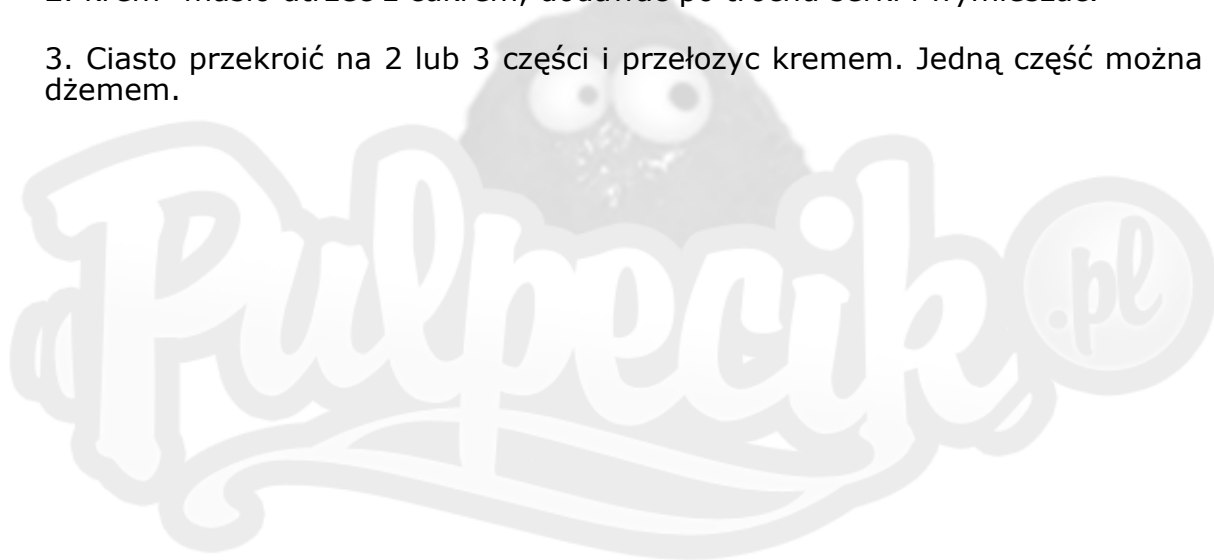 3. Ciasto przekroić na 2 lub 3 części i przełozyc kremem. Jedną część można
dżemem.
Pulpecik .pl